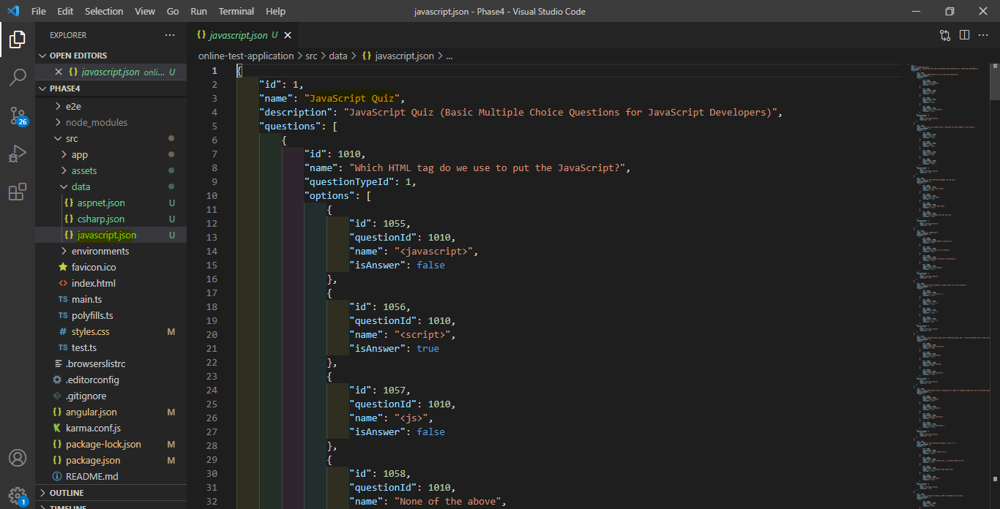 File Edit Selection View Go Run Terminal Help
javascript.json - Phase4 - Visual Studio Code
EXPLORER
OPEN EDITORS
javascript.json onli... U
PHASE4
e2e
node_modules
src
app
assets
data
aspnet.json U
csharp.json U
javascript.json U
environments
favicon.ico
index.html
TS main.ts
TS polyfills.ts
# styles.css M
TS test.ts
.browserslistrc
.editorconfig
.gitignore
angular.json M
karma.conf.js
package-lock.json M
package.json M
README.md
OUTLINE
TIMELINE
26
1
{} javascript.json U
online-test-application > src > data > {} javascript.json > ...
1 {
2 "id": 1,
3 "name": "JavaScript Quiz",
4 "description": "JavaScript Quiz (Basic Multiple Choice Questions for JavaScript Developers)",
5 "questions": [
6 {
7 "id": 1010,
8 "name": "Which HTML tag do we use to put the JavaScript?",
9 "questionTypeId": 1,
10 "options": [
11 {
12 "id": 1055,
13 "questionId": 1010,
14 "name": "<javascript>",
15 "isAnswer": false
16 },
17 {
18 "id": 1056,
19 "questionId": 1010,
20 "name": "<script>",
21 "isAnswer": true
22 },
23 {
24 "id": 1057,
25 "questionId": 1010,
26 "name": "<js>",
27 "isAnswer": false
28 },
29 {
30 "id": 1058,
31 "questionId": 1010,
32 "name": "None of the above",